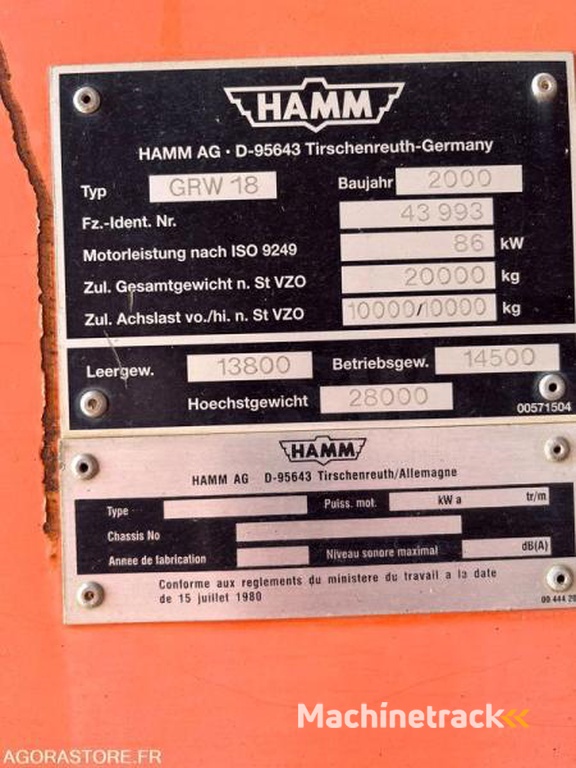 HAMM
HAMM AG · D-95643 Tirschenreuth-Germany
Typ GRW 18 Baujahr 2000
Fz.-Ident. Nr. 43 993
Motorleistung nach ISO 9249 86 kW
Zul. Gesamtgewicht n. St VZO 20000 kg
Zul. Achslast vo./hi. n. St VZO 10000/10000 kg
Leergew. 13800 Betriebsgew. 14500
Hoechstgewicht 28000 00571504
HAMM
HAMM AG D-95643 Tirschenreuth/Allemagne
Type Puiss. mot. kW a tr/m
Chassis No
Annee de fabrication Niveau sonore maximal dB(A)
Conforme aux reglements du ministere du travail a la date
de 15 juillet 1980 00 444 20
Machinetrack
AGORASTORE.FR